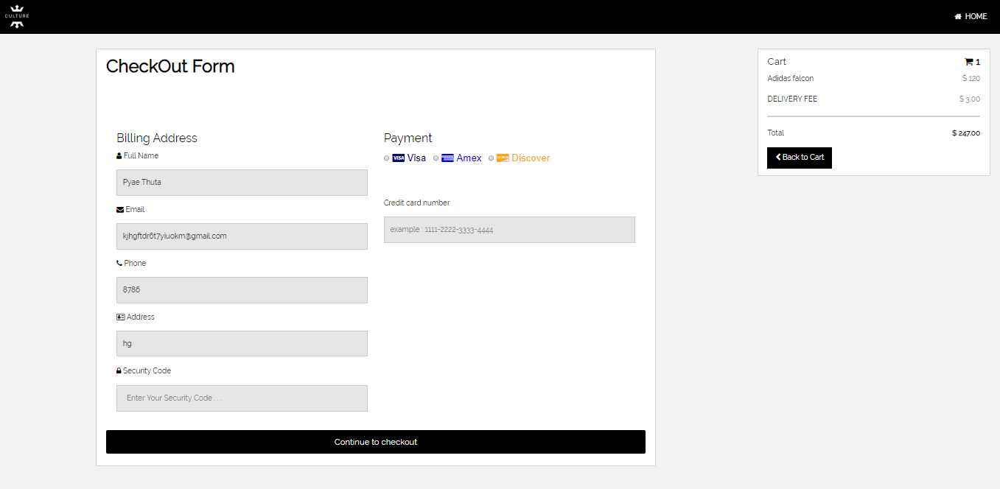 CULTURE
HOME
CheckOut Form
Billing Address
Full Name
Pyae Thuta
Email
kjhgftdr6t7yiuokm@gmail.com
Phone
8786
Address
hg
Security Code
Enter Your Security Code . . .
Payment
VISA Visa Amex Discover
Credit card number
example : 1111-2222-3333-4444
Continue to checkout
Cart 1
Adidas falcon $ 120
DELIVERY FEE $ 3.00
Total $ 247.00
Back to Cart